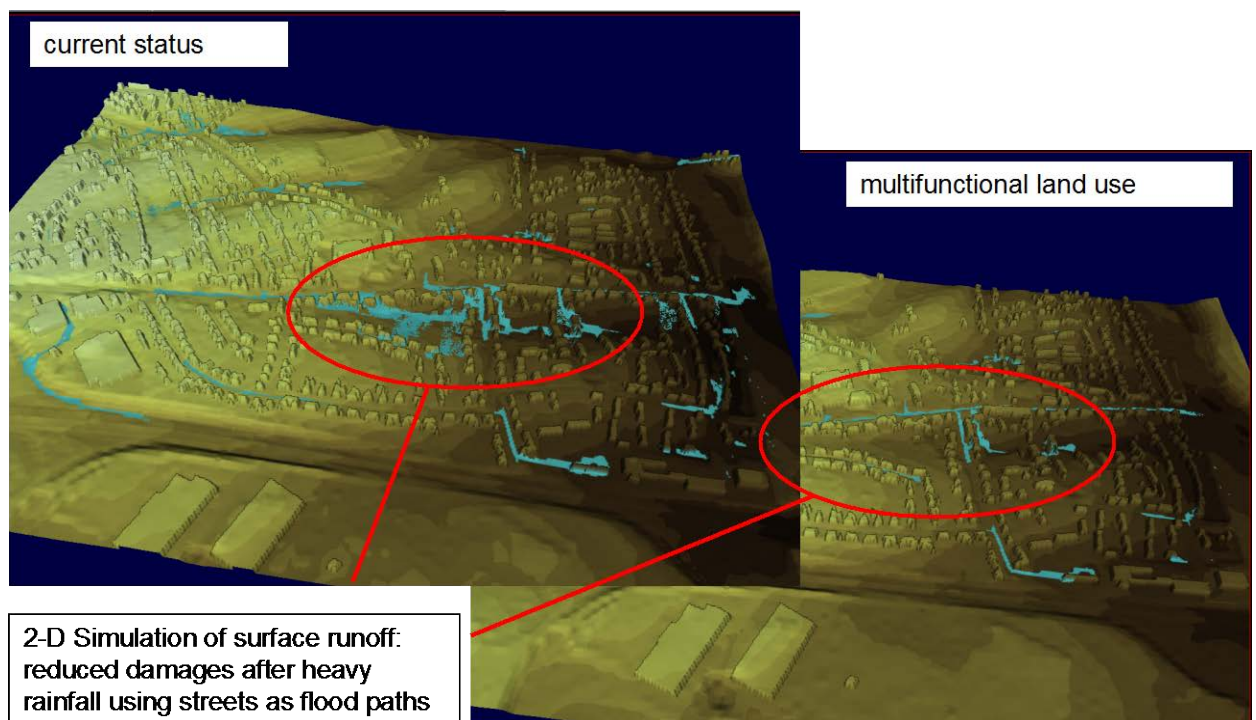 current status
multifunctional land use
2-D Simulation of surface runoff:
reduced damages after heavy
rainfall using streets as flood paths